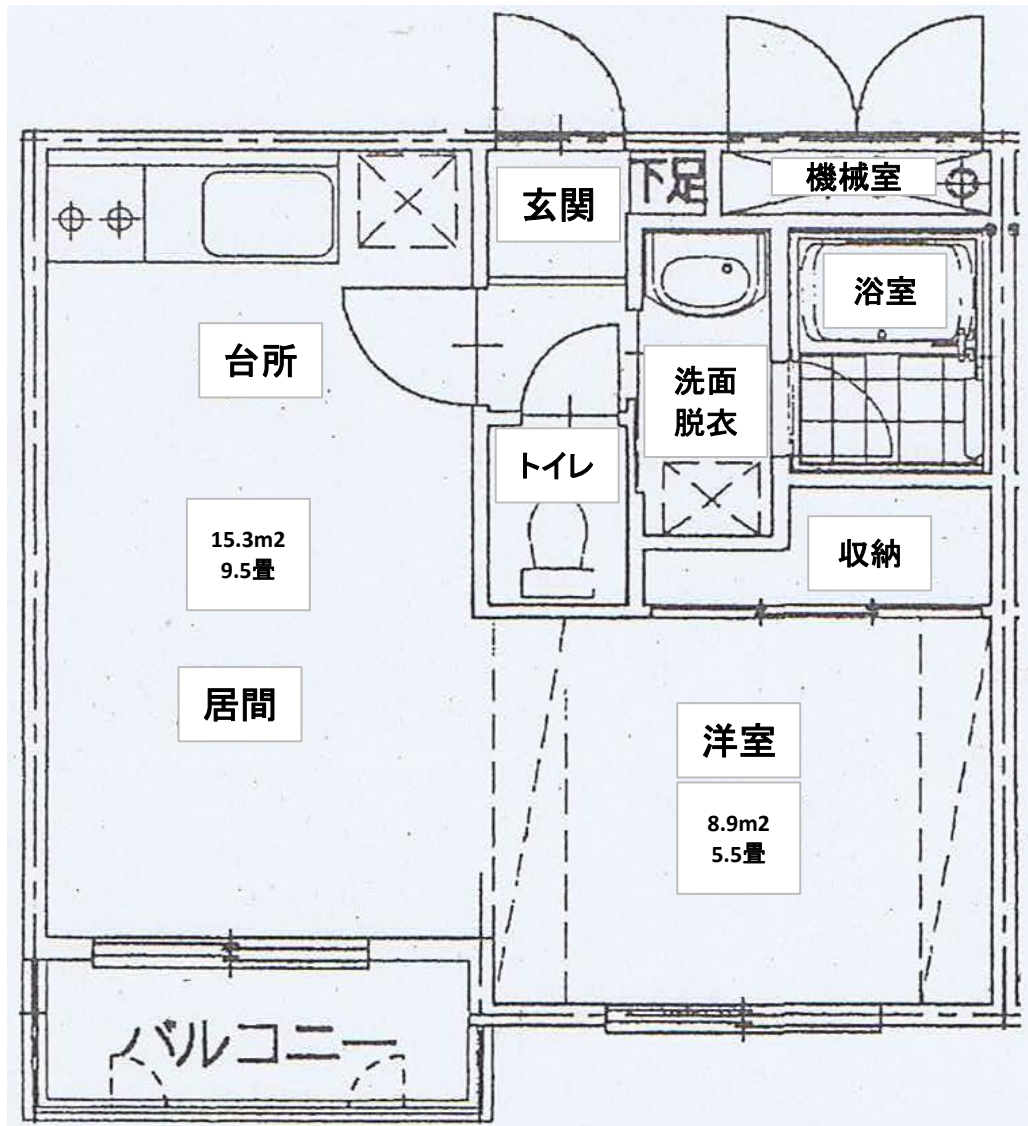 玄関
下足
機械室
浴室
台所
洗面
脱衣
トイレ
15.3m2
9.5畳
収納
居間
洋室
8.9m2
5.5畳
バルコニー